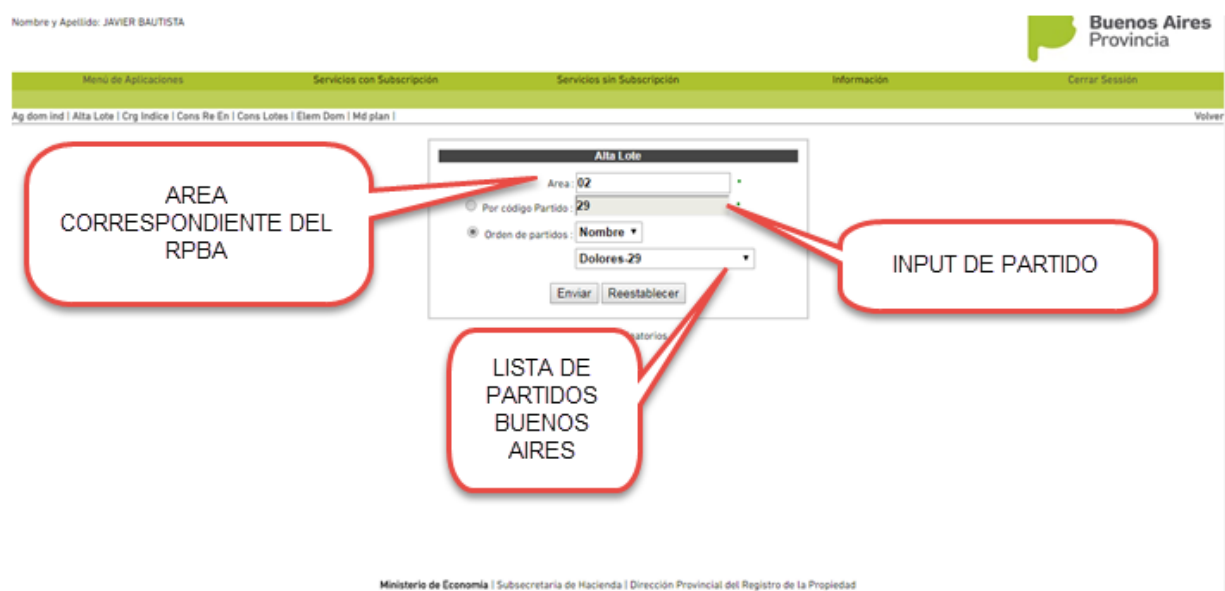 Nombre y Apellido: JAVIER BAUTISTA
Buenos Aires
Provincia
Menú de Aplicaciones Servicios con Subscripción Servicios sin Subscripción Información Cerrar Sessión
Ag dom ind | Alta Lote | Crg Indice | Cons Re En | Cons Lotes | Elem Dom | Md plan | Volver
Alta Lote
Area: 02
Por código Partido: 29
Orden de partidos: Nombre
Dolores-29
Enviar Reestablecer
AREA
CORRESPONDIENTE DEL
RPBA
INPUT DE PARTIDO
LISTA DE
PARTIDOS
BUENOS
AIRES
Ministerio de Economía | Subsecretaria de Hacienda | Dirección Provincial del Registro de la Propiedad